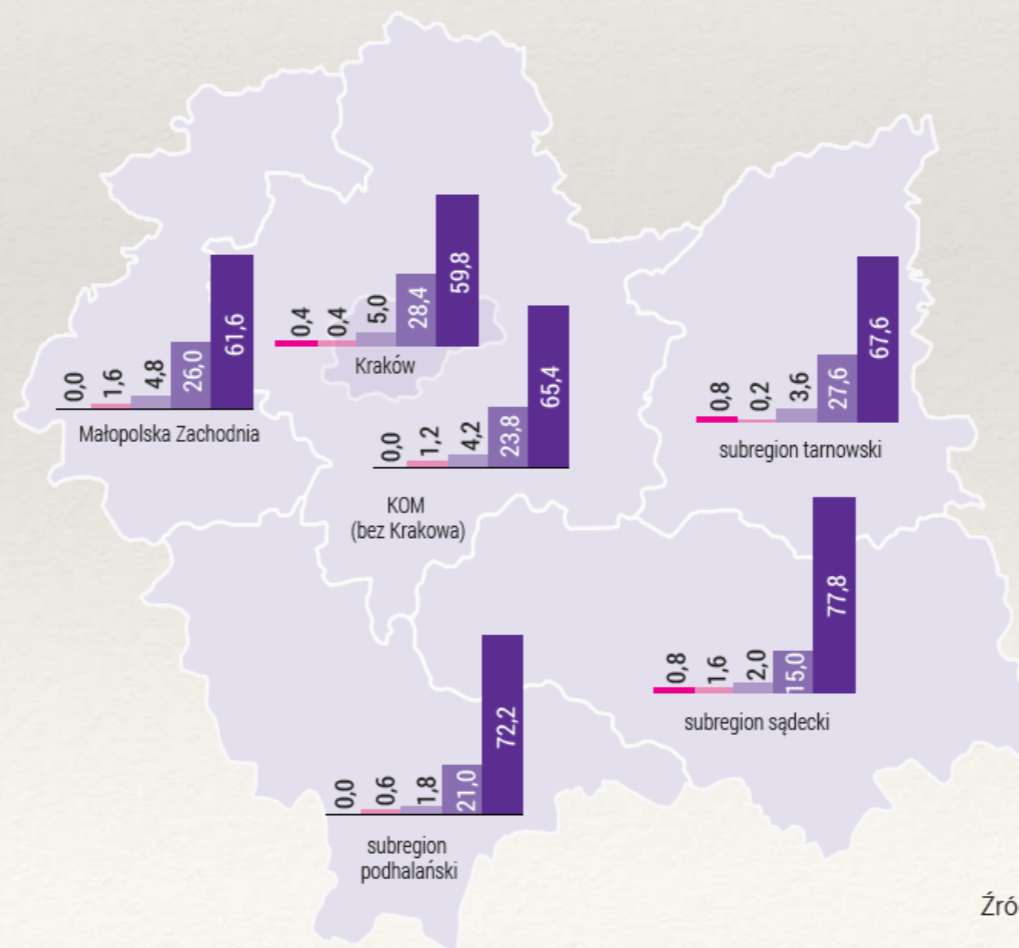 0,0 1,6 4,8 26,0 61,6
Małopolska Zachodnia
0,4 0,4 5,0 28,4 59,8
Kraków
0,0 1,2 4,2 23,8 65,4
KOM
(bez Krakowa)
0,8 0,2 3,6 27,6 67,6
subregion tarnowski
0,8 1,6 2,0 15,0 77,8
subregion sądecki
0,0 0,6 1,8 21,0 72,2
subregion
podhalański
Źró